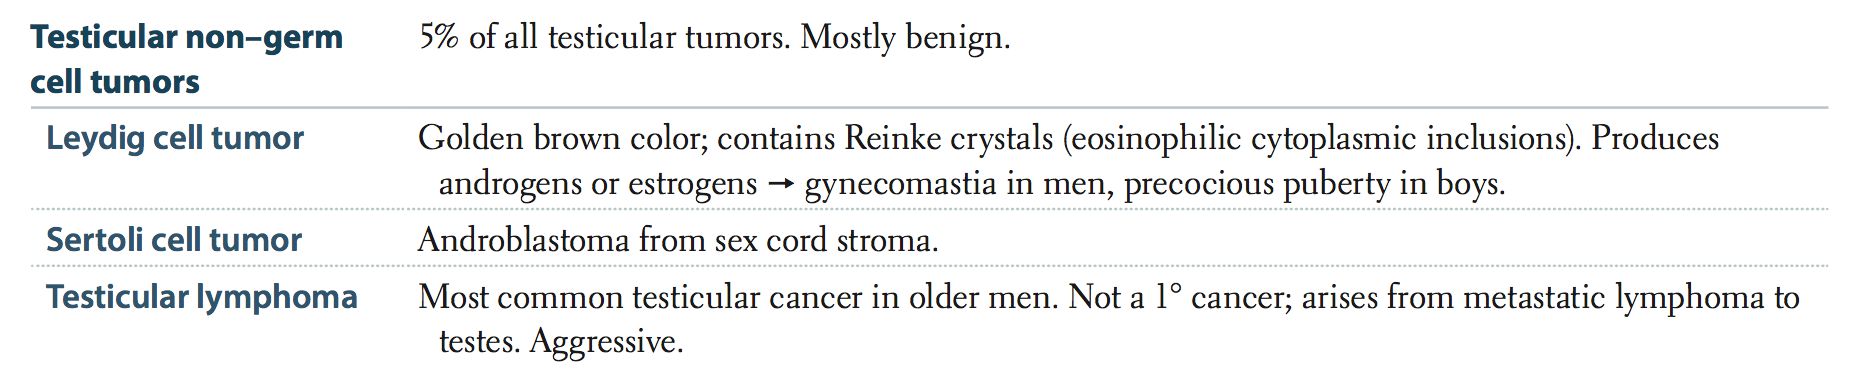 Testicular non–germ cell tumors
5% of all testicular tumors. Mostly benign.
Leydig cell tumor
Golden brown color; contains Reinke crystals (eosinophilic cytoplasmic inclusions). Produces
androgens or estrogens → gynecomastia in men, precocious puberty in boys.
Sertoli cell tumor
Androblastoma from sex cord stroma.
Testicular lymphoma
Most common testicular cancer in older men. Not a 1° cancer; arises from metastatic lymphoma to
testes. Aggressive.